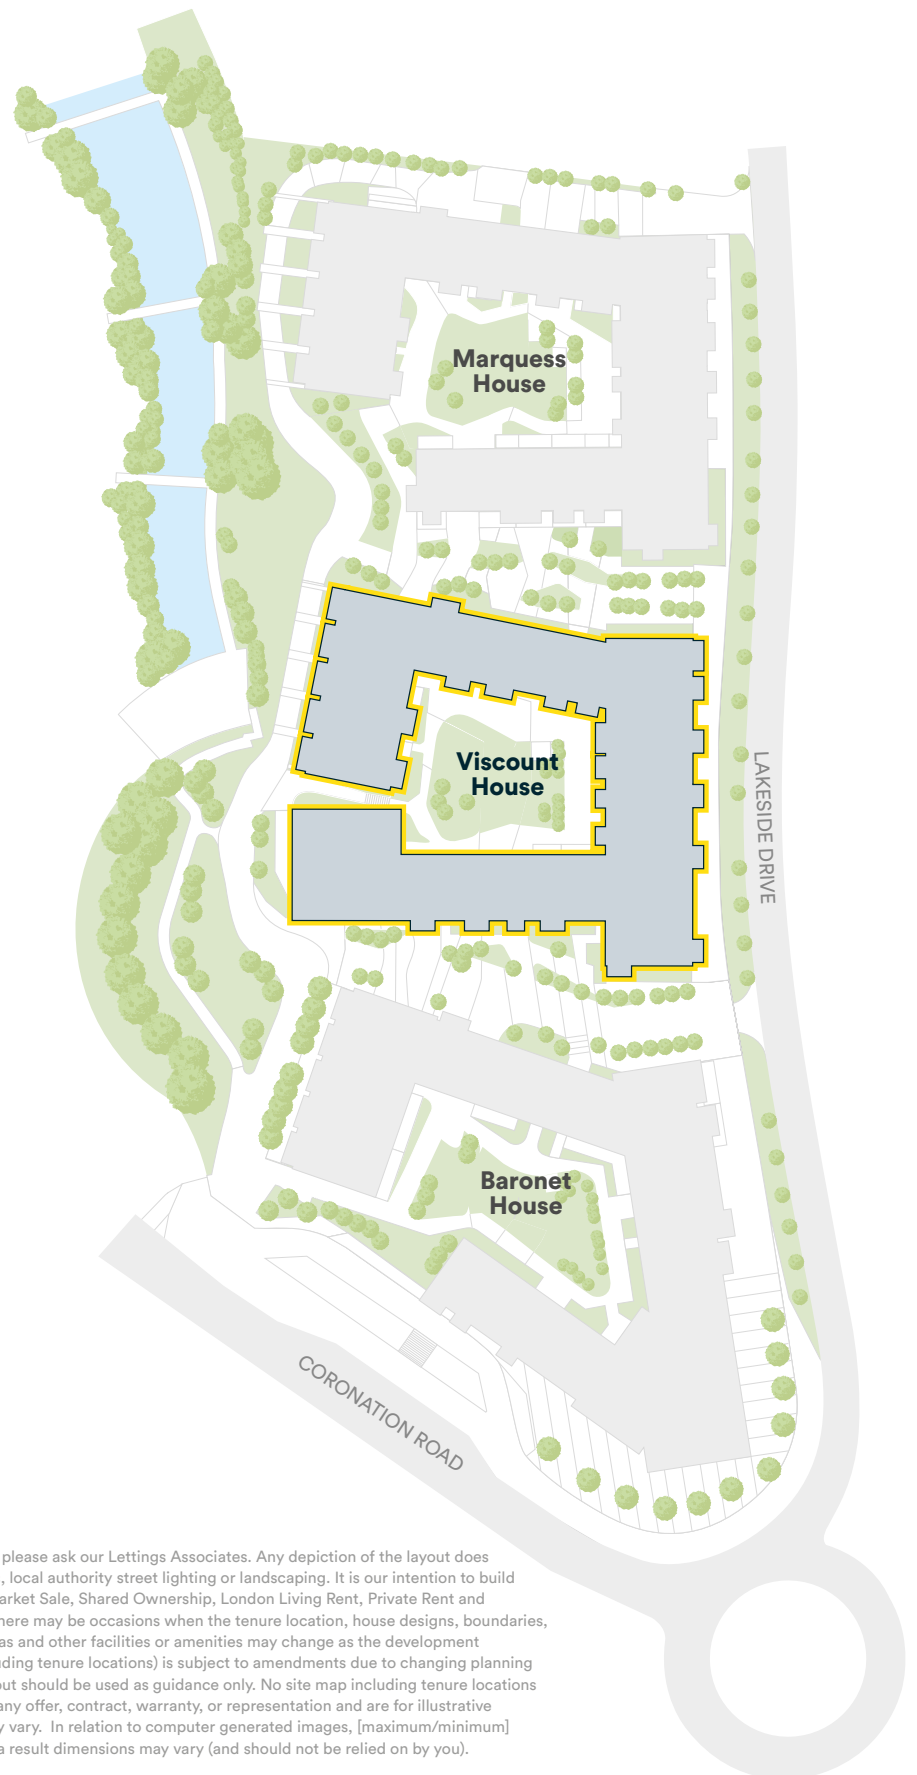 Marquess
House
Viscount
House
LAKESIDE DRIVE
Baronet
House
CORONATION ROAD
please ask our Lettings Associates. Any depiction of the layout does
, local authority street lighting or landscaping. It is our intention to build
arket Sale, Shared Ownership, London Living Rent, Private Rent and
here may be occasions when the tenure location, house designs, boundaries,
as and other facilities or amenities may change as the development
uding tenure locations) is subject to amendments due to changing planning
out should be used as guidance only. No site map including tenure locations
any offer, contract, warranty, or representation and are for illustrative
y vary. In relation to computer generated images, [maximum/minimum]
a result dimensions may vary (and should not be relied on by you).